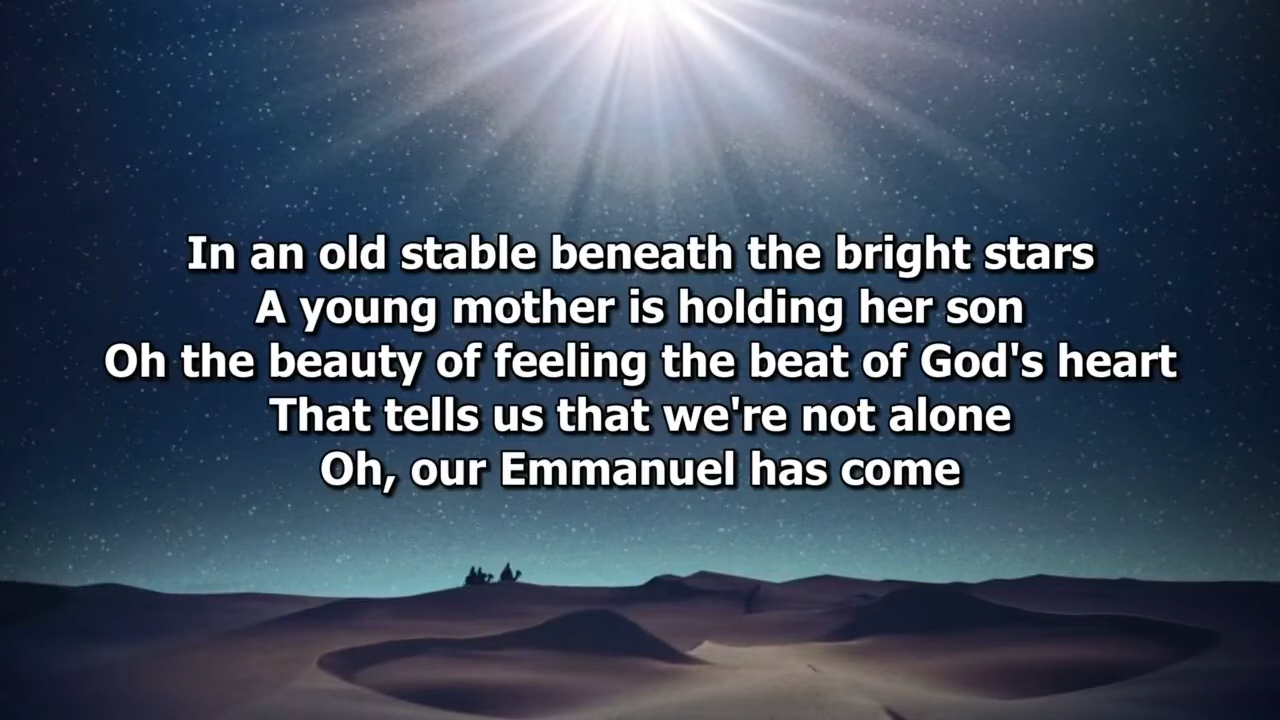 In an old stable beneath the bright stars
A young mother is holding her son
Oh the beauty of feeling the beat of God's heart
That tells us that we're not alone
Oh, our Emmanuel has come